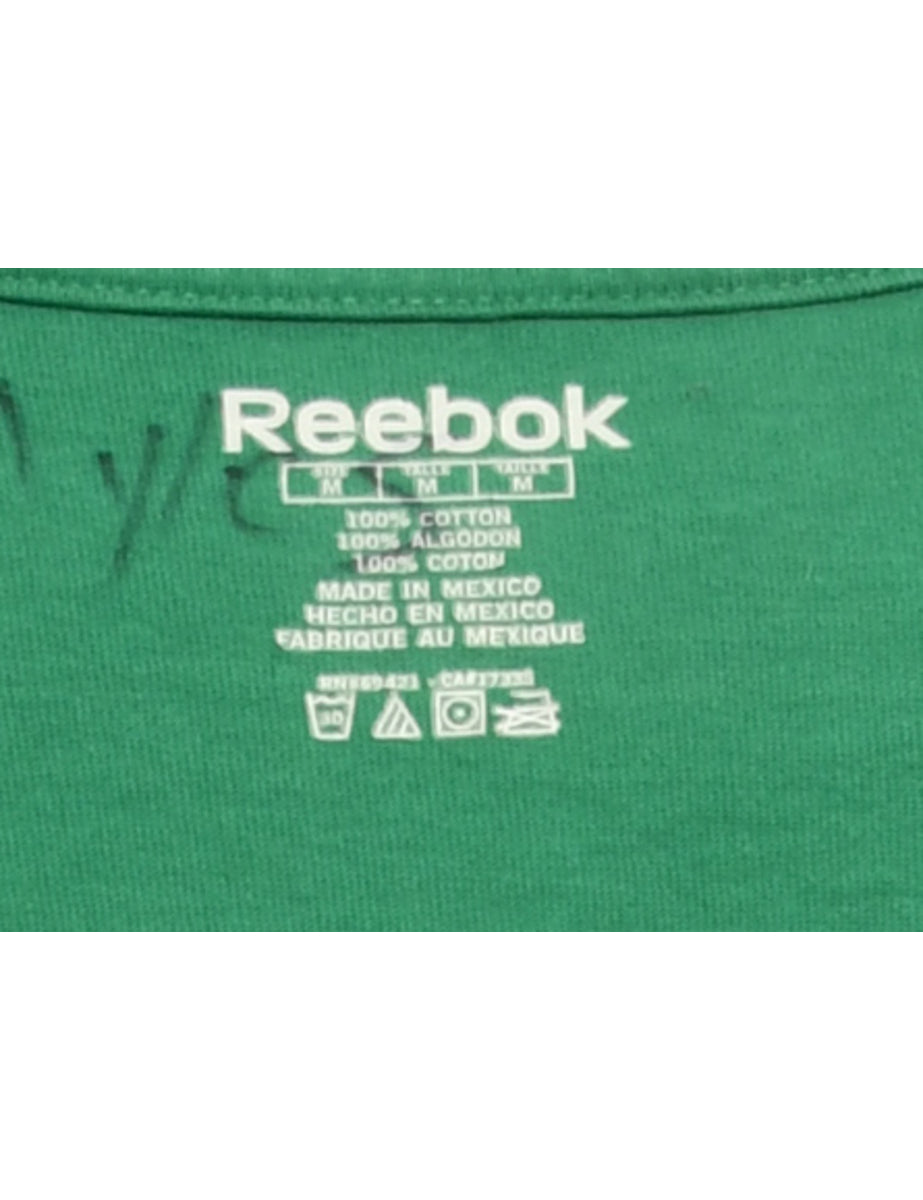 Reebok
SIZE TALLE TAILLE
M M M
100% COTTON
100% ALGODON
100% COTON
MADE IN MEXICO
HECHO EN MEXICO
FABRIQUE AU MEXIQUE
30